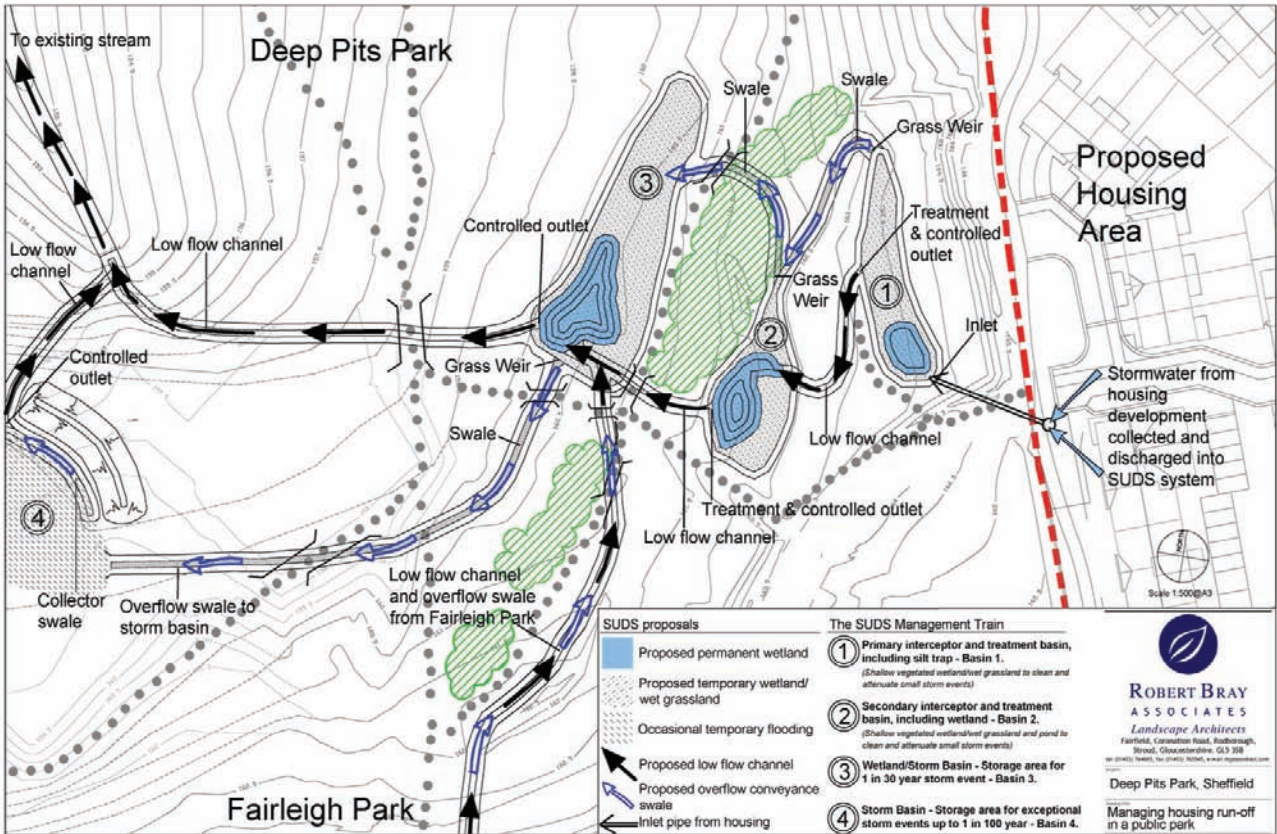 To existing stream
Deep Pits Park
Swale
Swale
Grass Weir
Proposed
Housing
Area
3
Controlled outlet
Treatment
& controlled
outlet
Low flow
channel
Low flow channel
Grass
Weir
1
2
Inlet
Controlled
outlet
Grass Weir
Stormwater from
housing
development
collected and
discharged into
SUDS system
Swale
Low flow channel
4
Treatment & controlled outlet
Low flow channel
Collector
swale
Overflow swale to
storm basin
Low flow channel
and overflow swale
from Fairleigh Park
NORTH
Scale 1:500@A3
Fairleigh Park
SUDS proposals
Proposed permanent wetland
Proposed temporary wetland/
wet grassland
Occasional temporary flooding
Proposed low flow channel
Proposed overflow conveyance
swale
Inlet pipe from housing
The SUDS Management Train
1 Primary interceptor and treatment basin,
including silt trap - Basin 1.
(Shallow vegetated wetland/wet grassland to clean and
attenuate small storm events)
2 Secondary interceptor and treatment
basin, including wetland - Basin 2.
(Shallow vegetated wetland/wet grassland and pond to
clean and attenuate small storm events)
3 Wetland/Storm Basin - Storage area for
1 in 30 year storm event - Basin 3.
4 Storm Basin - Storage area for exceptional
storm events up to 1 in 100 year - Basin 4.
ROBERT BRAY
ASSOCIATES
Landscape Architects
Fairfield, Coronation Road, Rodborough,
Stroud, Gloucestershire. GL5 3SB
Deep Pits Park, Sheffield
Managing housing run-off
in a public park